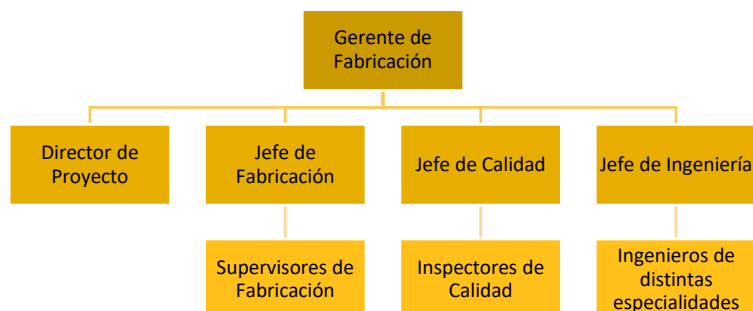 Gerente de
Fabricación
Director de
Proyecto
Jefe de
Fabricación
Jefe de Calidad
Jefe de Ingeniería
Supervisores de
Fabricación
Inspectores de
Calidad
Ingenieros de
distintas
especialidades